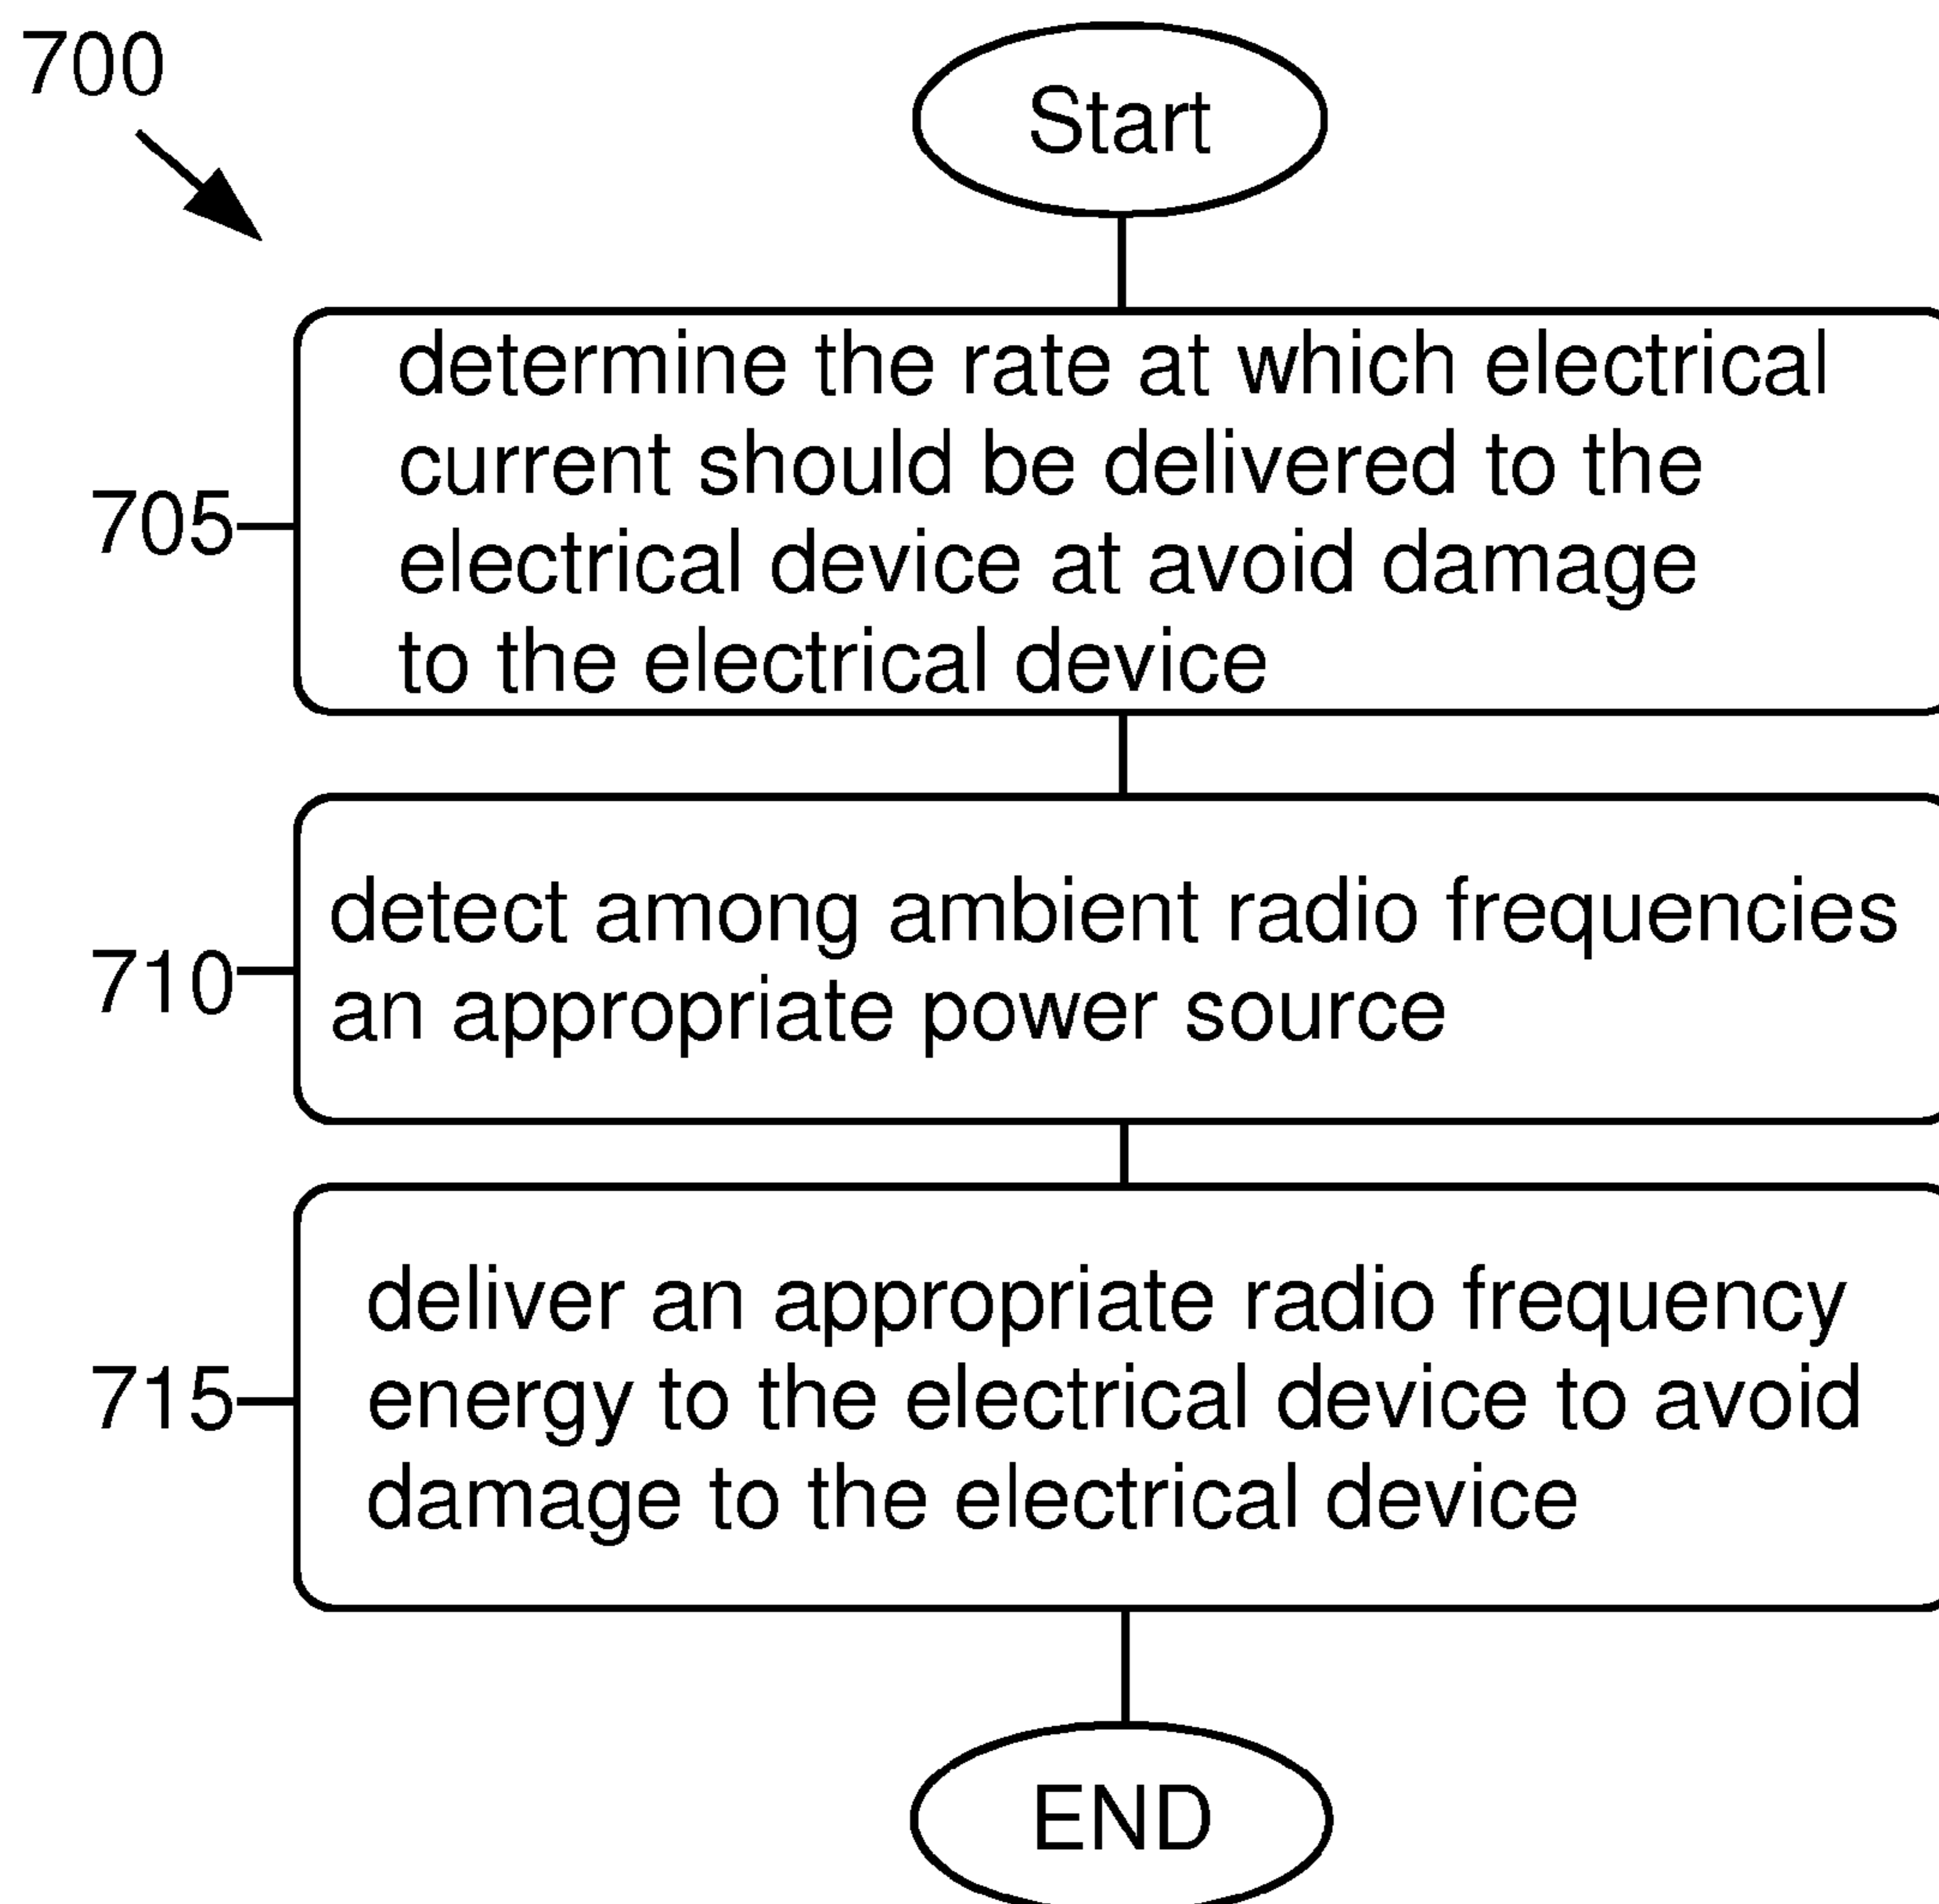 700
Start
determine the rate at which electrical
current should be delivered to the
electrical device at avoid damage
to the electrical device
705
detect among ambient radio frequencies
an appropriate power source
710
deliver an appropriate radio frequency
energy to the electrical device to avoid
damage to the electrical device
715
END